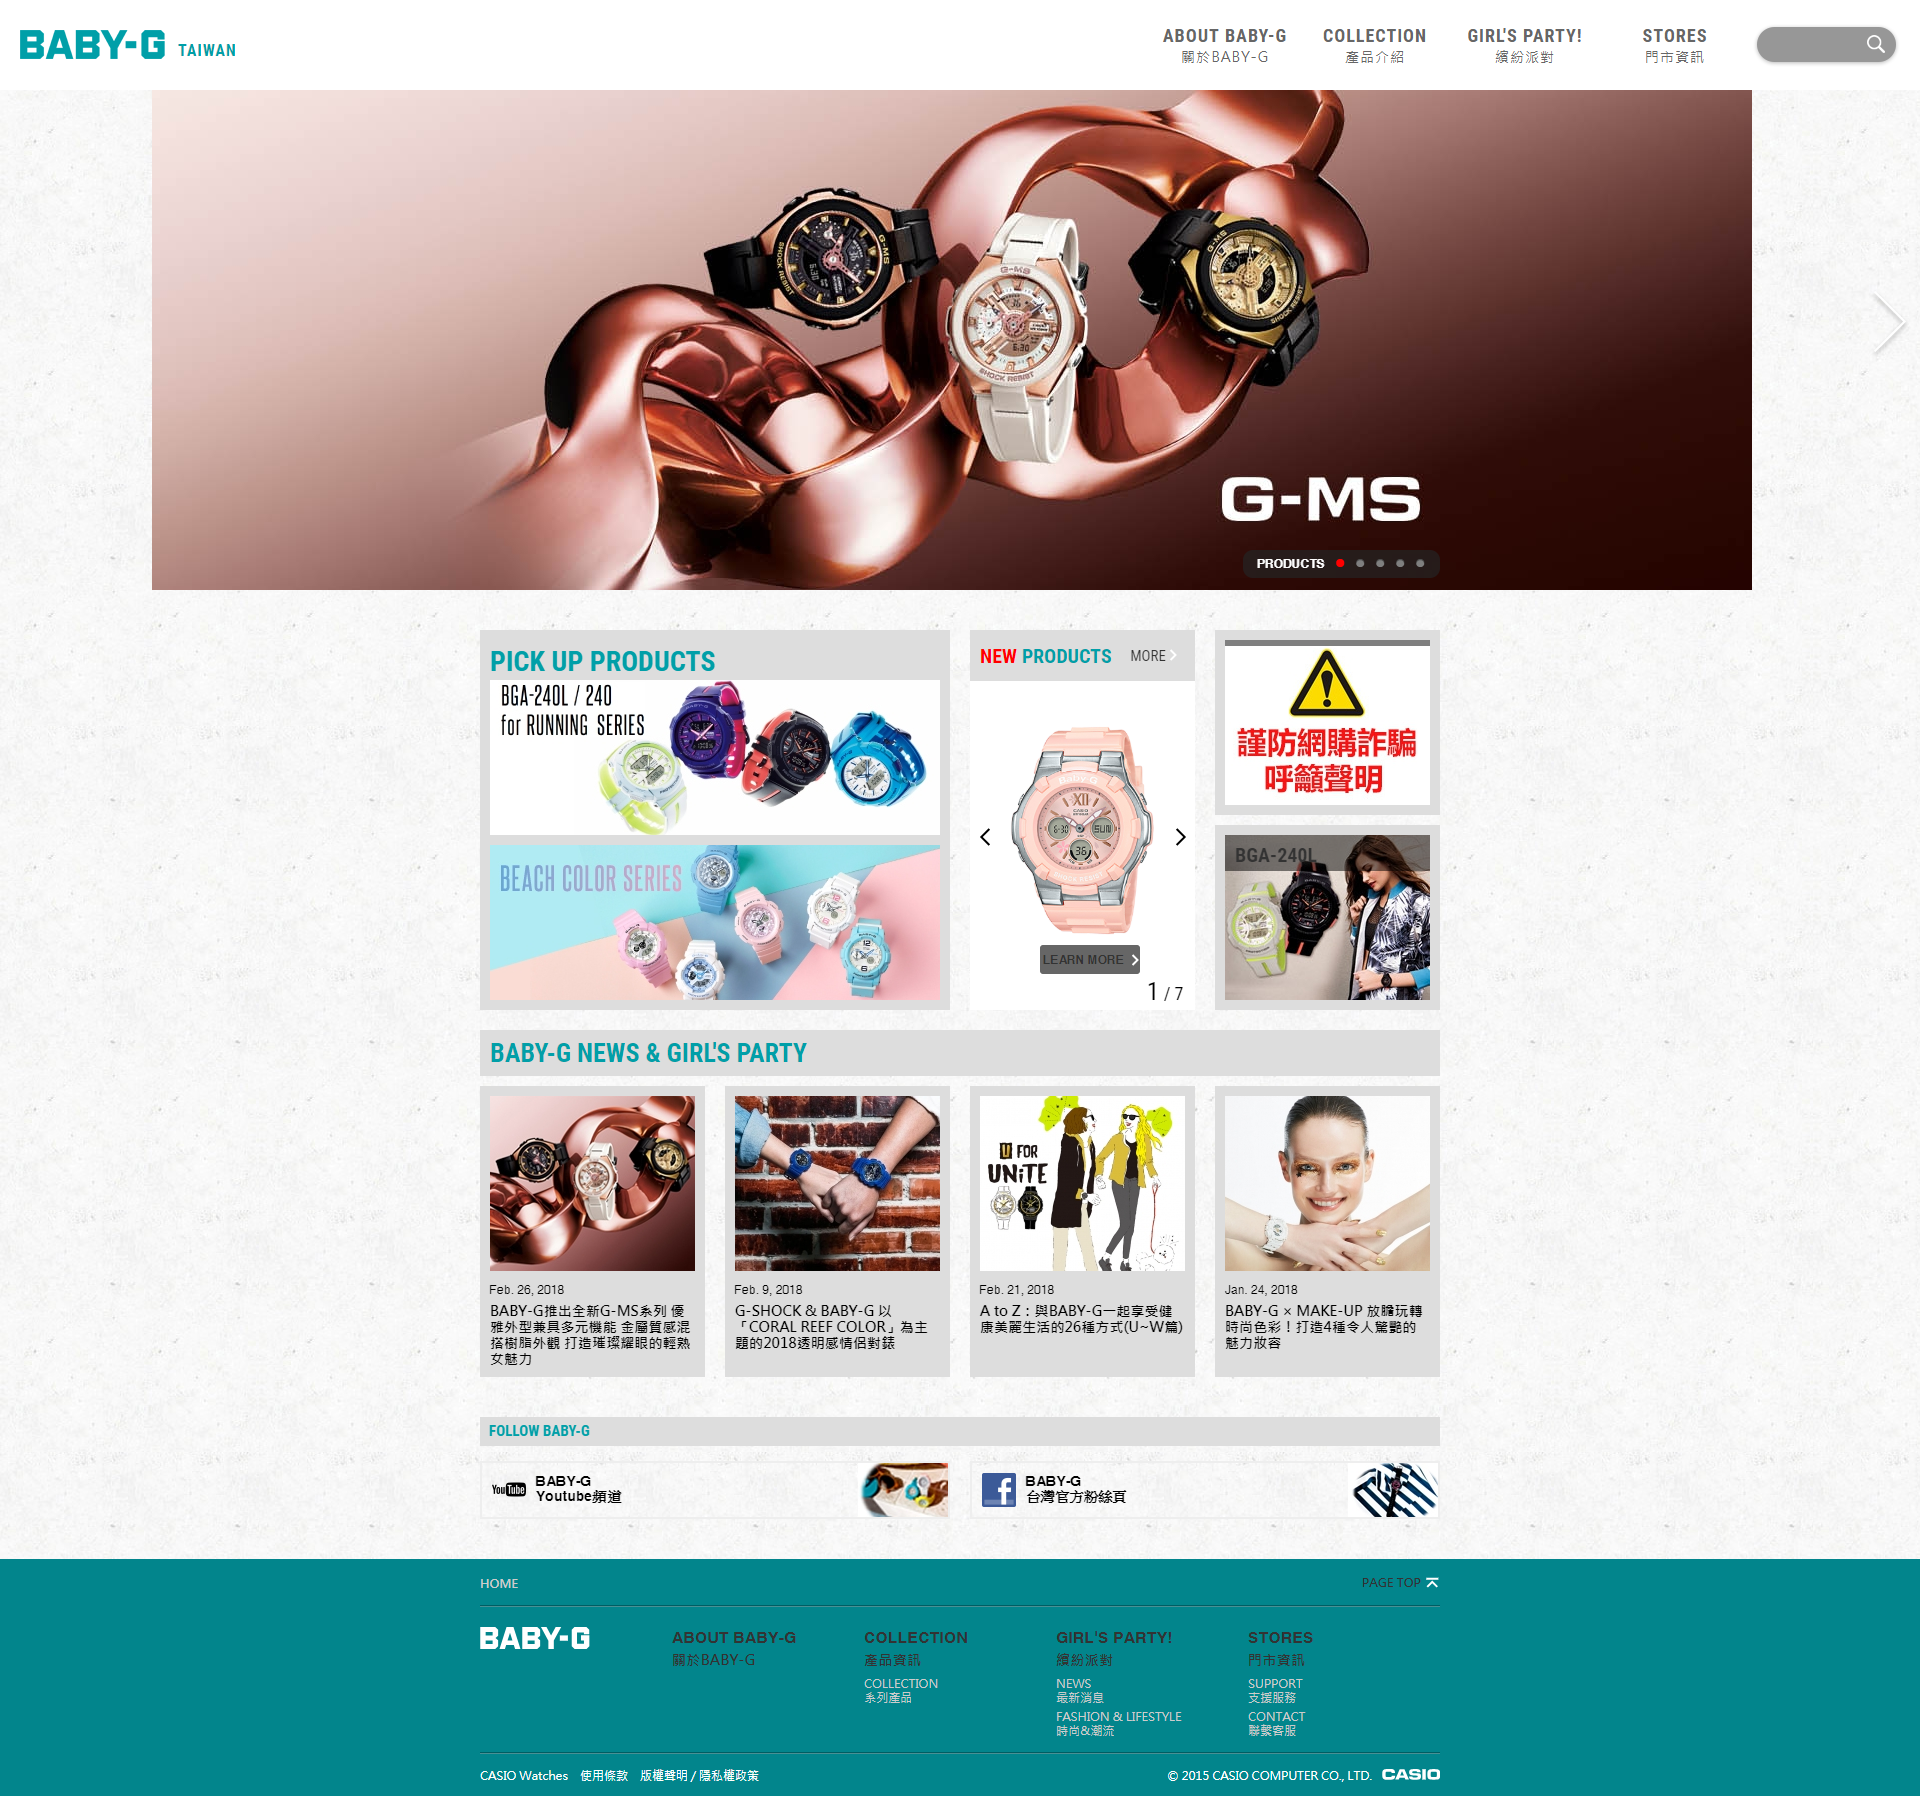 BABY-G TAIWAN
ABOUT BABY-G
關於BABY-G
COLLECTION
產品介紹
GIRL'S PARTY!
繽紛派對
STORES
門市資訊
G-MS
SHOCK RESIST
G-MS
SHOCK RESIST
G-MS
SHOCK RESIST
G-MS
PRODUCTS
PICK UP PRODUCTS
BGA-240L / 240
for RUNNING SERIES
BEACH COLOR SERIES
NEW PRODUCTS
MORE
Baby-G
LEARN MORE
1 / 7
謹防網購詐騙
呼籲聲明
BGA-240L
BABY-G NEWS & GIRL'S PARTY
Feb. 26, 2018
BABY-G推出全新G-MS系列 優
雅外型兼具多元機能 金屬質感混
搭樹脂外觀 打造璀璨耀眼的輕熟
女魅力
Feb. 9, 2018
G-SHOCK & BABY-G 以
「CORAL REEF COLOR」為主
題的2018透明感情侶對錶
U FOR
UNiTE
Feb. 21, 2018
A to Z：與BABY-G一起享受健
康美麗生活的26種方式(U~W篇)
Jan. 24, 2018
BABY-G × MAKE-UP 放膽玩轉
時尚色彩！打造4種令人驚艷的
魅力妝容
FOLLOW BABY-G
YouTube
BABY-G
Youtube頻道
BABY-G
台灣官方粉絲頁
HOME
PAGE TOP
BABY-G
ABOUT BABY-G
關於BABY-G
COLLECTION
產品資訊
COLLECTION
系列產品
GIRL'S PARTY!
繽紛派對
NEWS
最新消息
FASHION & LIFESTYLE
時尚&潮流
STORES
門市資訊
SUPPORT
支援服務
CONTACT
聯繫客服
CASIO Watches 使用條款 版權聲明 / 隱私權政策
© 2015 CASIO COMPUTER CO., LTD. CASIO